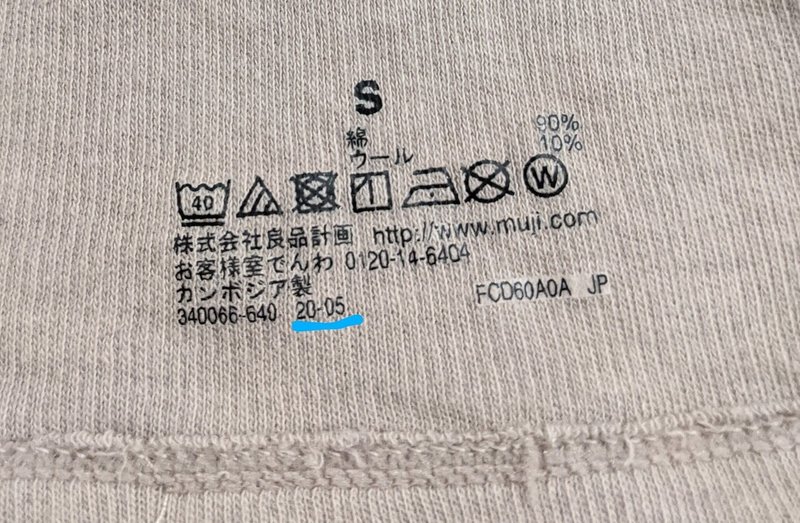 S
綿 90%
ウール 10%
40 W
株式会社良品計画 http://www.muji.com
お客様室でんわ 0120-14-6404
カンボジア製
340066-640 20-05 FCD60A0A JP